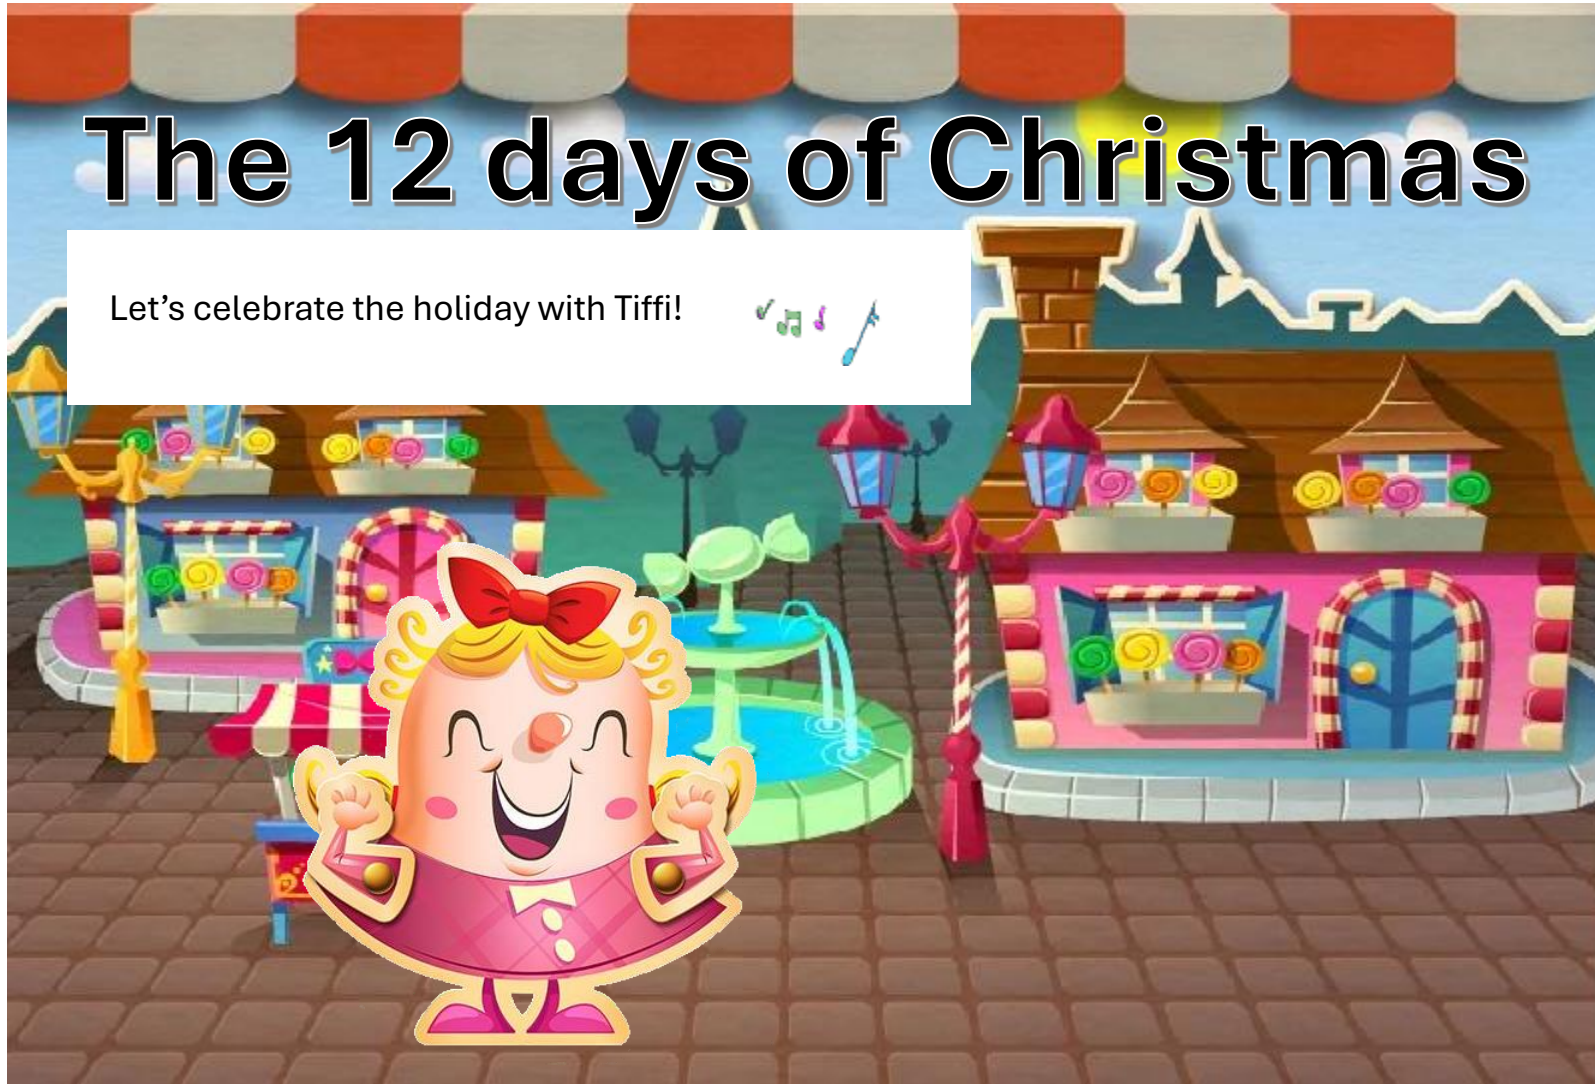 The 12 days of Christmas
Let’s celebrate the holiday with Tiffi!